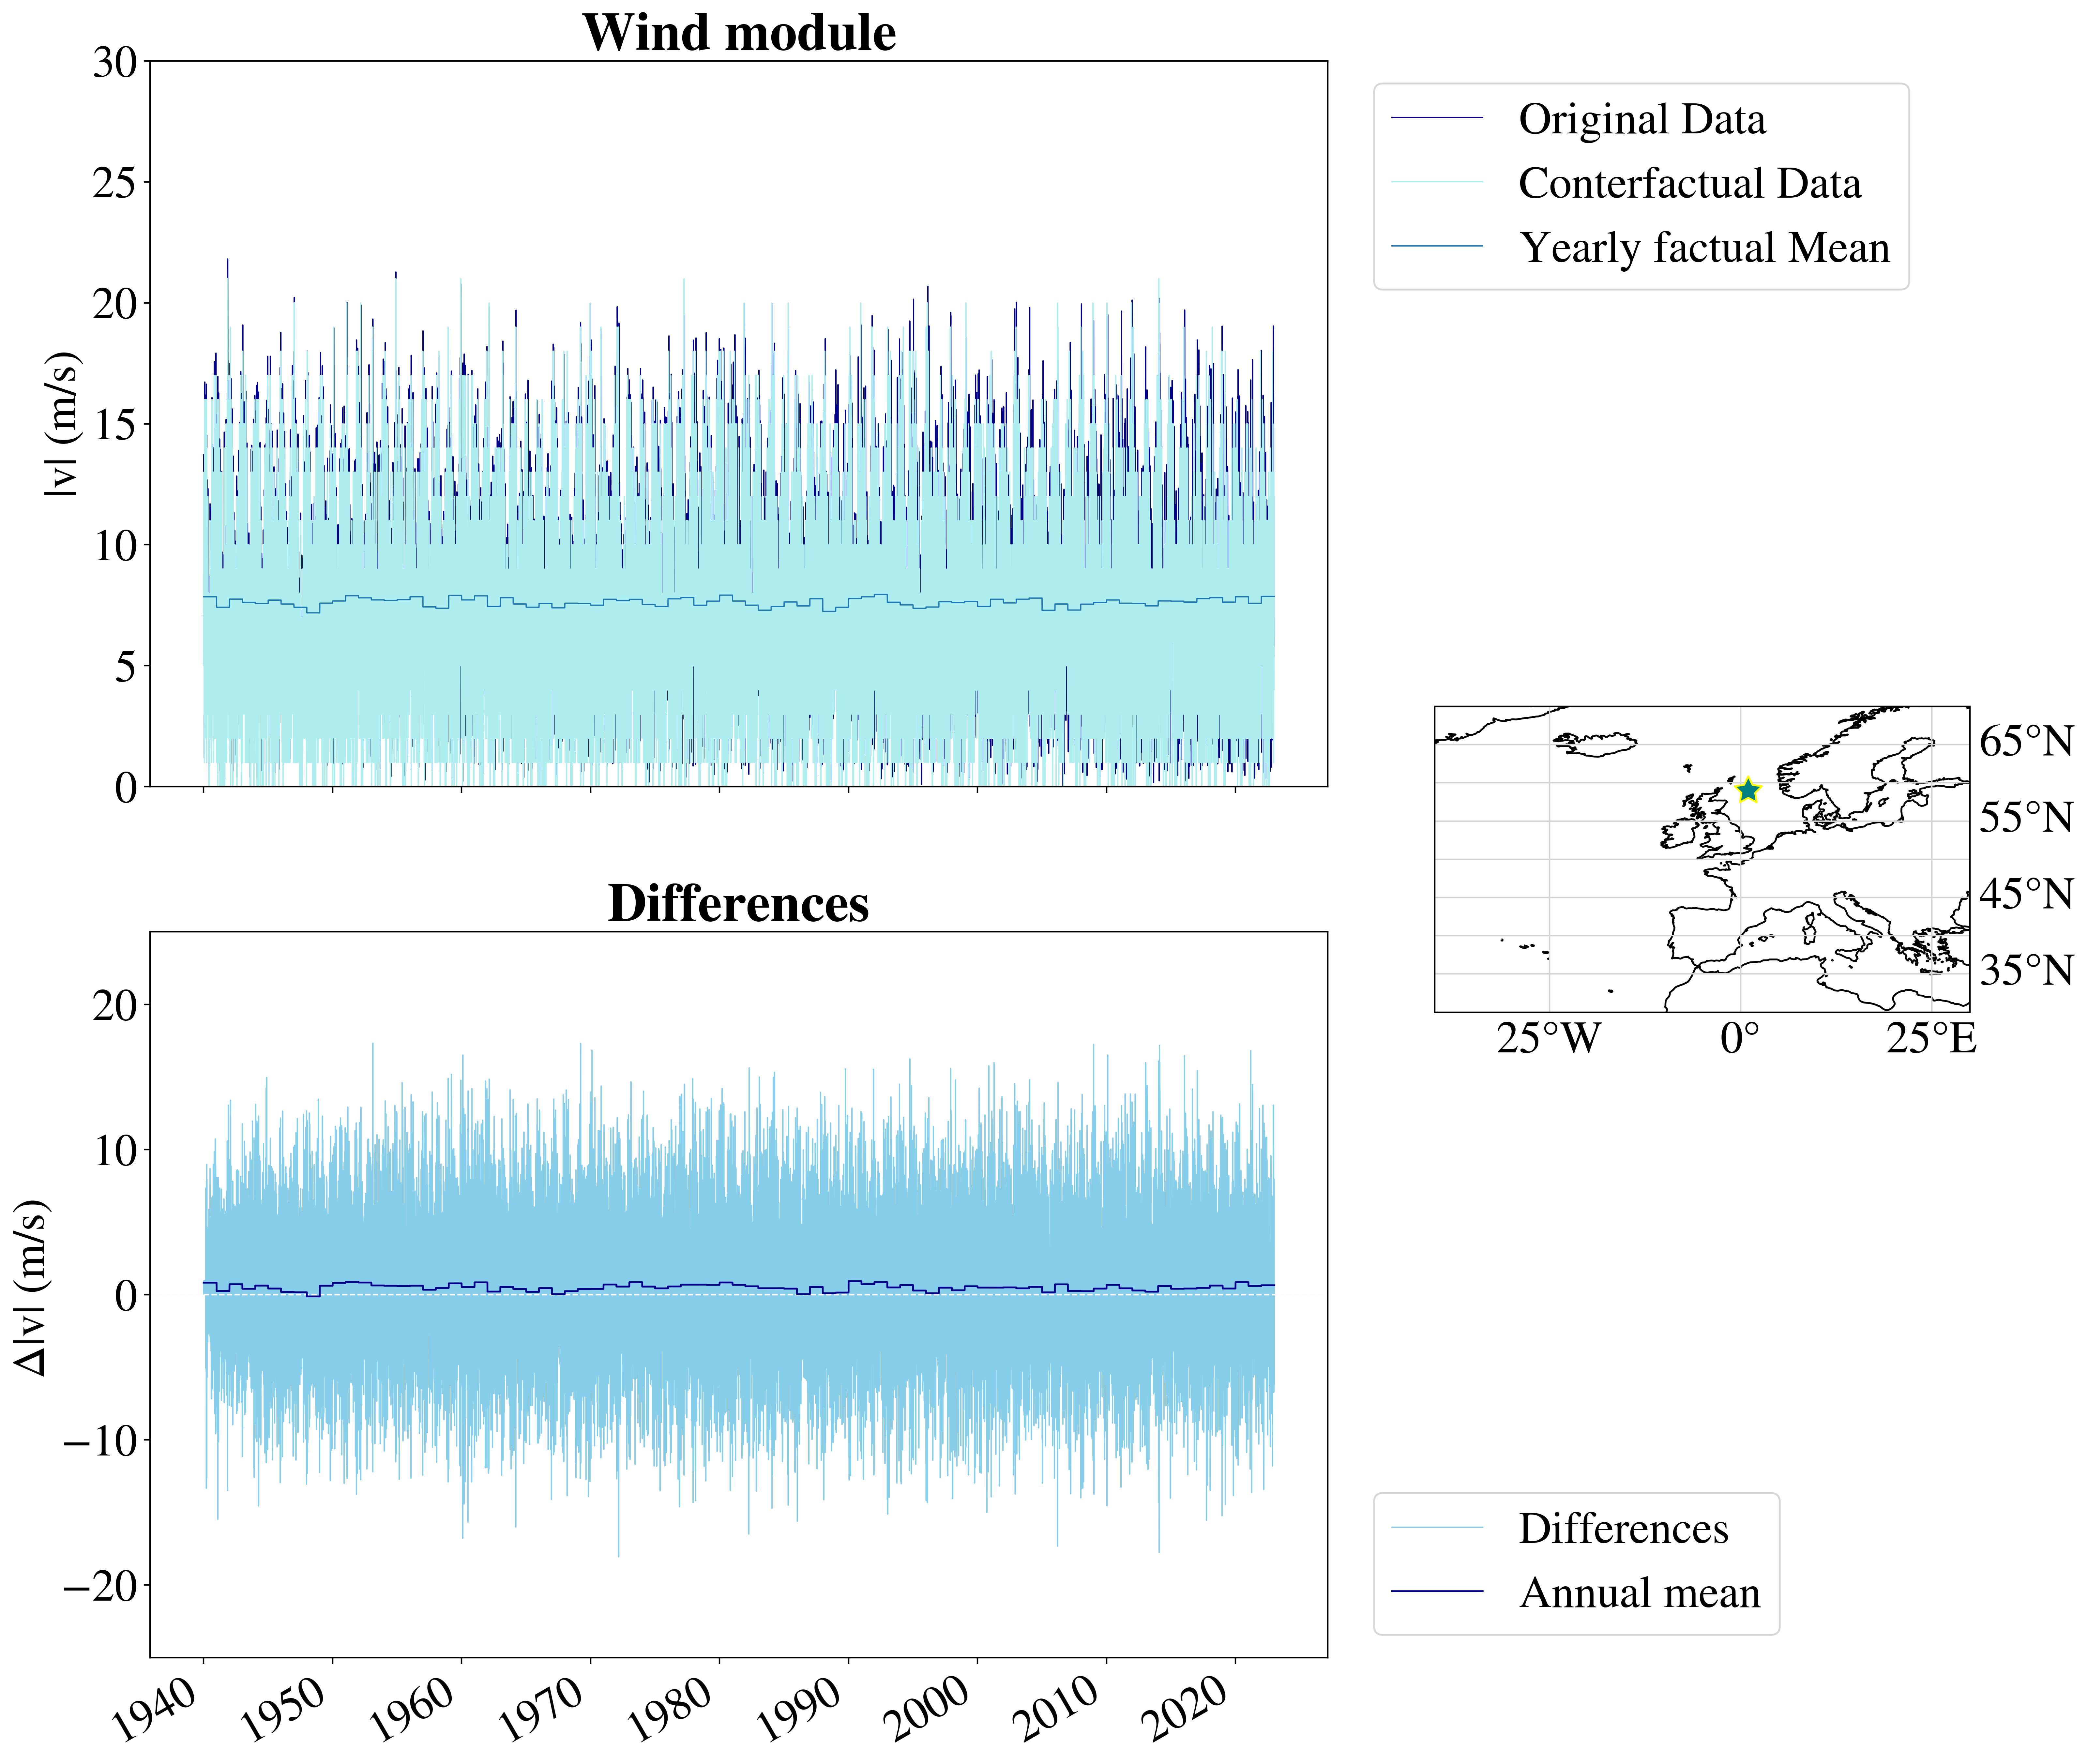 Wind module
30
25
20
15
10
5
0
|v| (m/s)
Original Data
Conterfactual Data
Yearly factual Mean
65°N
55°N
45°N
35°N
25°W 0° 25°E
Differences
20
10
0
−10
−20
Δ|v| (m/s)
1940 1950 1960 1970 1980 1990 2000 2010 2020
Differences
Annual mean